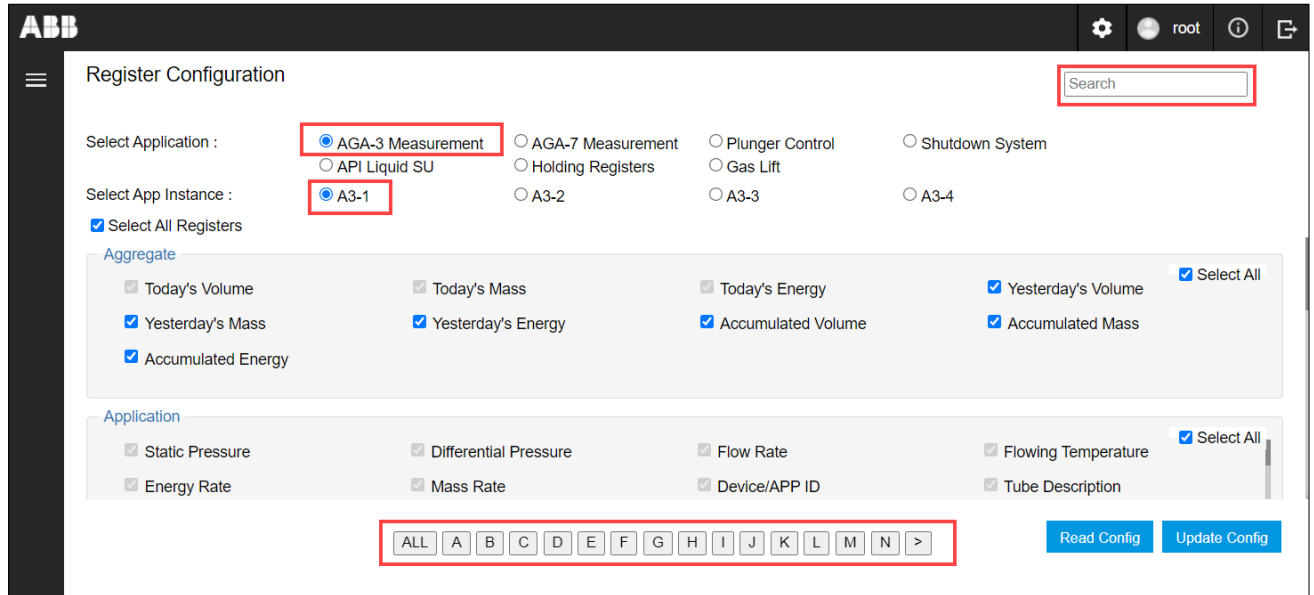 ABB
root
Register Configuration
Search
Select Application :
AGA-3 Measurement
AGA-7 Measurement
Plunger Control
Shutdown System
API Liquid SU
Holding Registers
Gas Lift
Select App Instance :
A3-1
A3-2
A3-3
A3-4
Select All Registers
Aggregate
Select All
Today's Volume
Today's Mass
Today's Energy
Yesterday's Volume
Yesterday's Mass
Yesterday's Energy
Accumulated Volume
Accumulated Mass
Accumulated Energy
Application
Select All
Static Pressure
Differential Pressure
Flow Rate
Flowing Temperature
Energy Rate
Mass Rate
Device/APP ID
Tube Description
ALL A B C D E F G H I J K L M N >
Read Config
Update Config